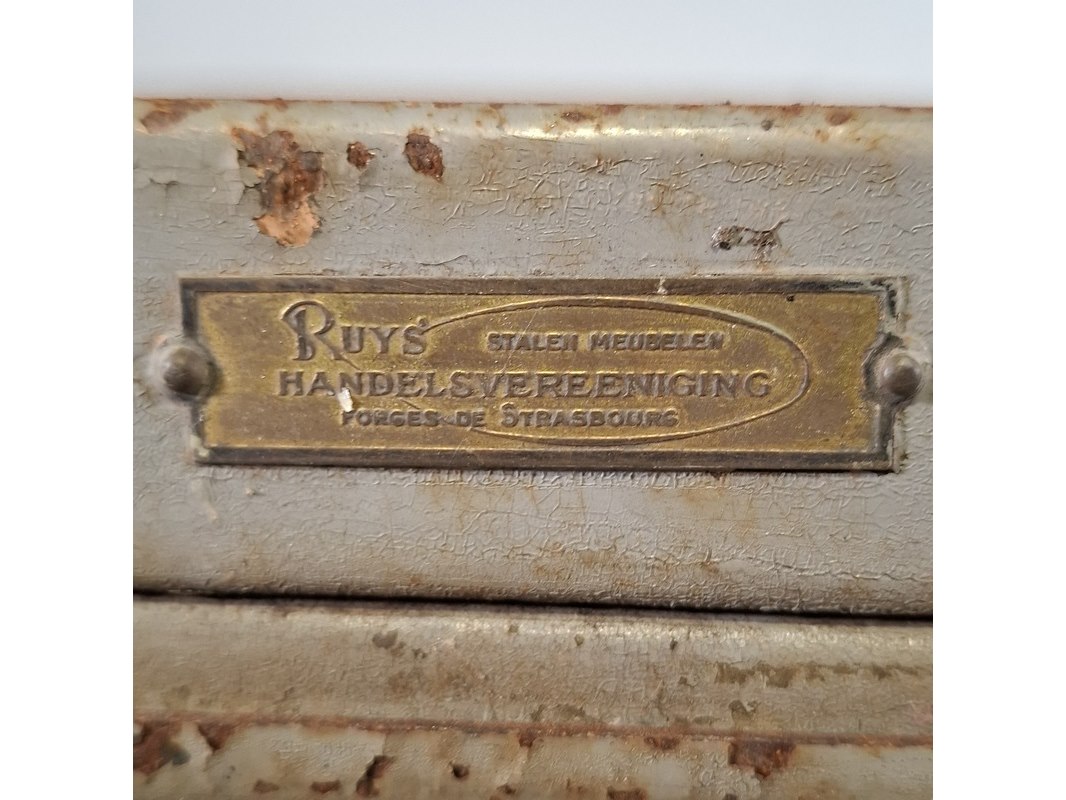 RUYS'
STALEN MEUBELEN
HANDELSVEREENIGING
FORGES DE STRASBOURG